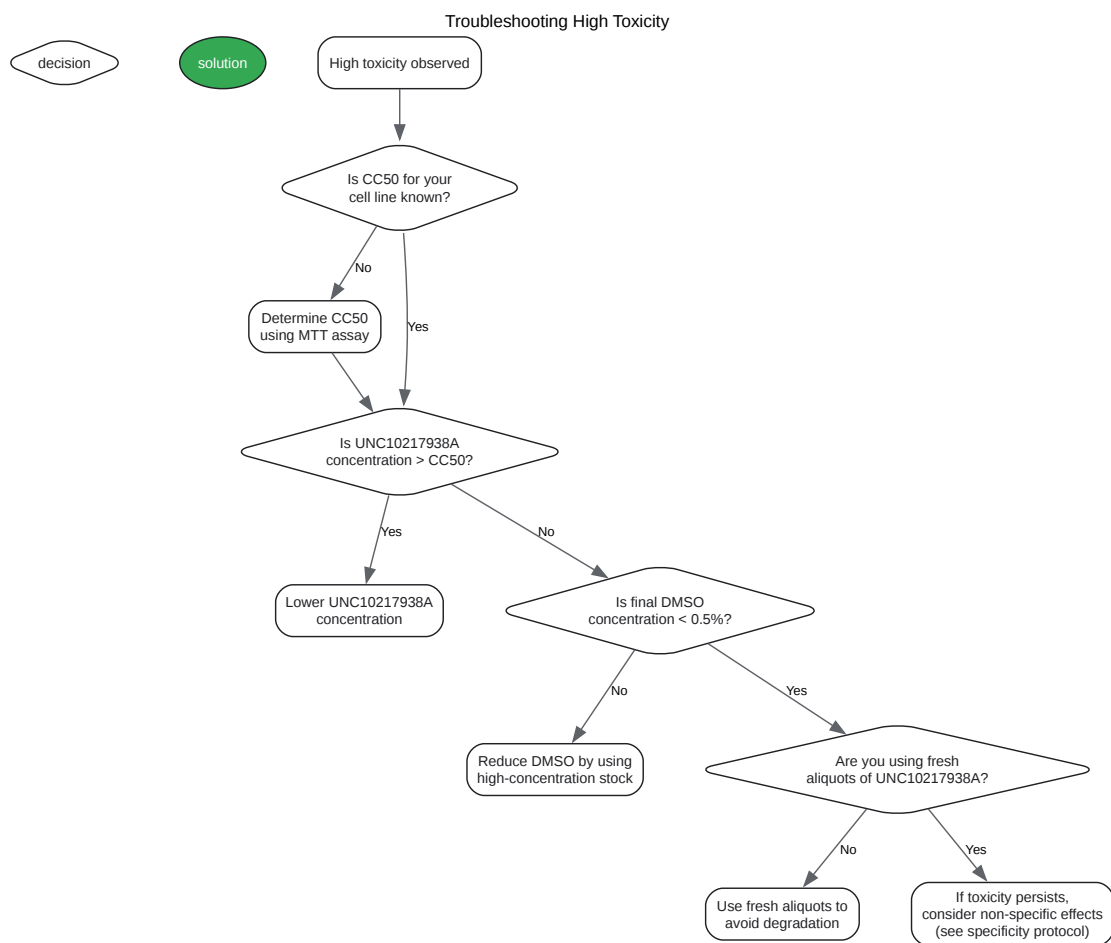 Troubleshooting High Toxicity
decision
solution
High toxicity observed
Is CC50 for your
cell line known?
No
Yes
Determine CC50
using MTT assay
Is UNC10217938A
concentration > CC50?
Yes
No
Lower UNC10217938A
concentration
Is final DMSO
concentration < 0.5%?
No
Yes
Reduce DMSO by using
high-concentration stock
Are you using fresh
aliquots of UNC10217938A?
No
Yes
Use fresh aliquots to
avoid degradation
If toxicity persists,
consider non-specific effects
(see specificity protocol)